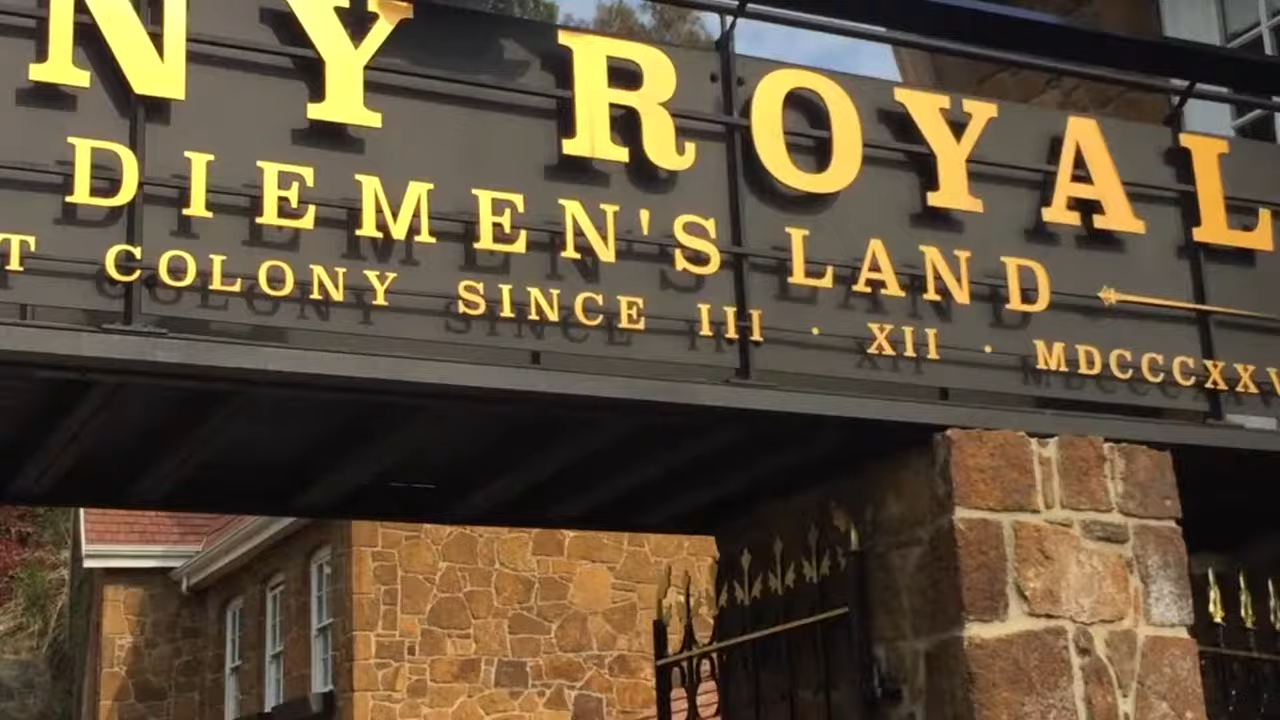 NY ROYAL
DIEMEN'S LAND
T COLONY SINCE III · XII · MDCCCXXV